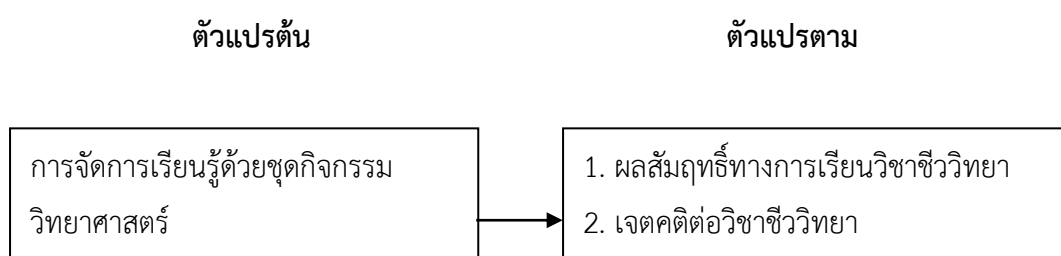 ตัวแปรต้น
ตัวแปรตาม
การจัดการเรียนรู้ด้วยชุดกิจกรรม
วิทยาศาสตร์
1. ผลสัมฤทธิ์ทางการเรียนวิชาชีววิทยา
2. เจตคติต่อวิชาชีววิทยา